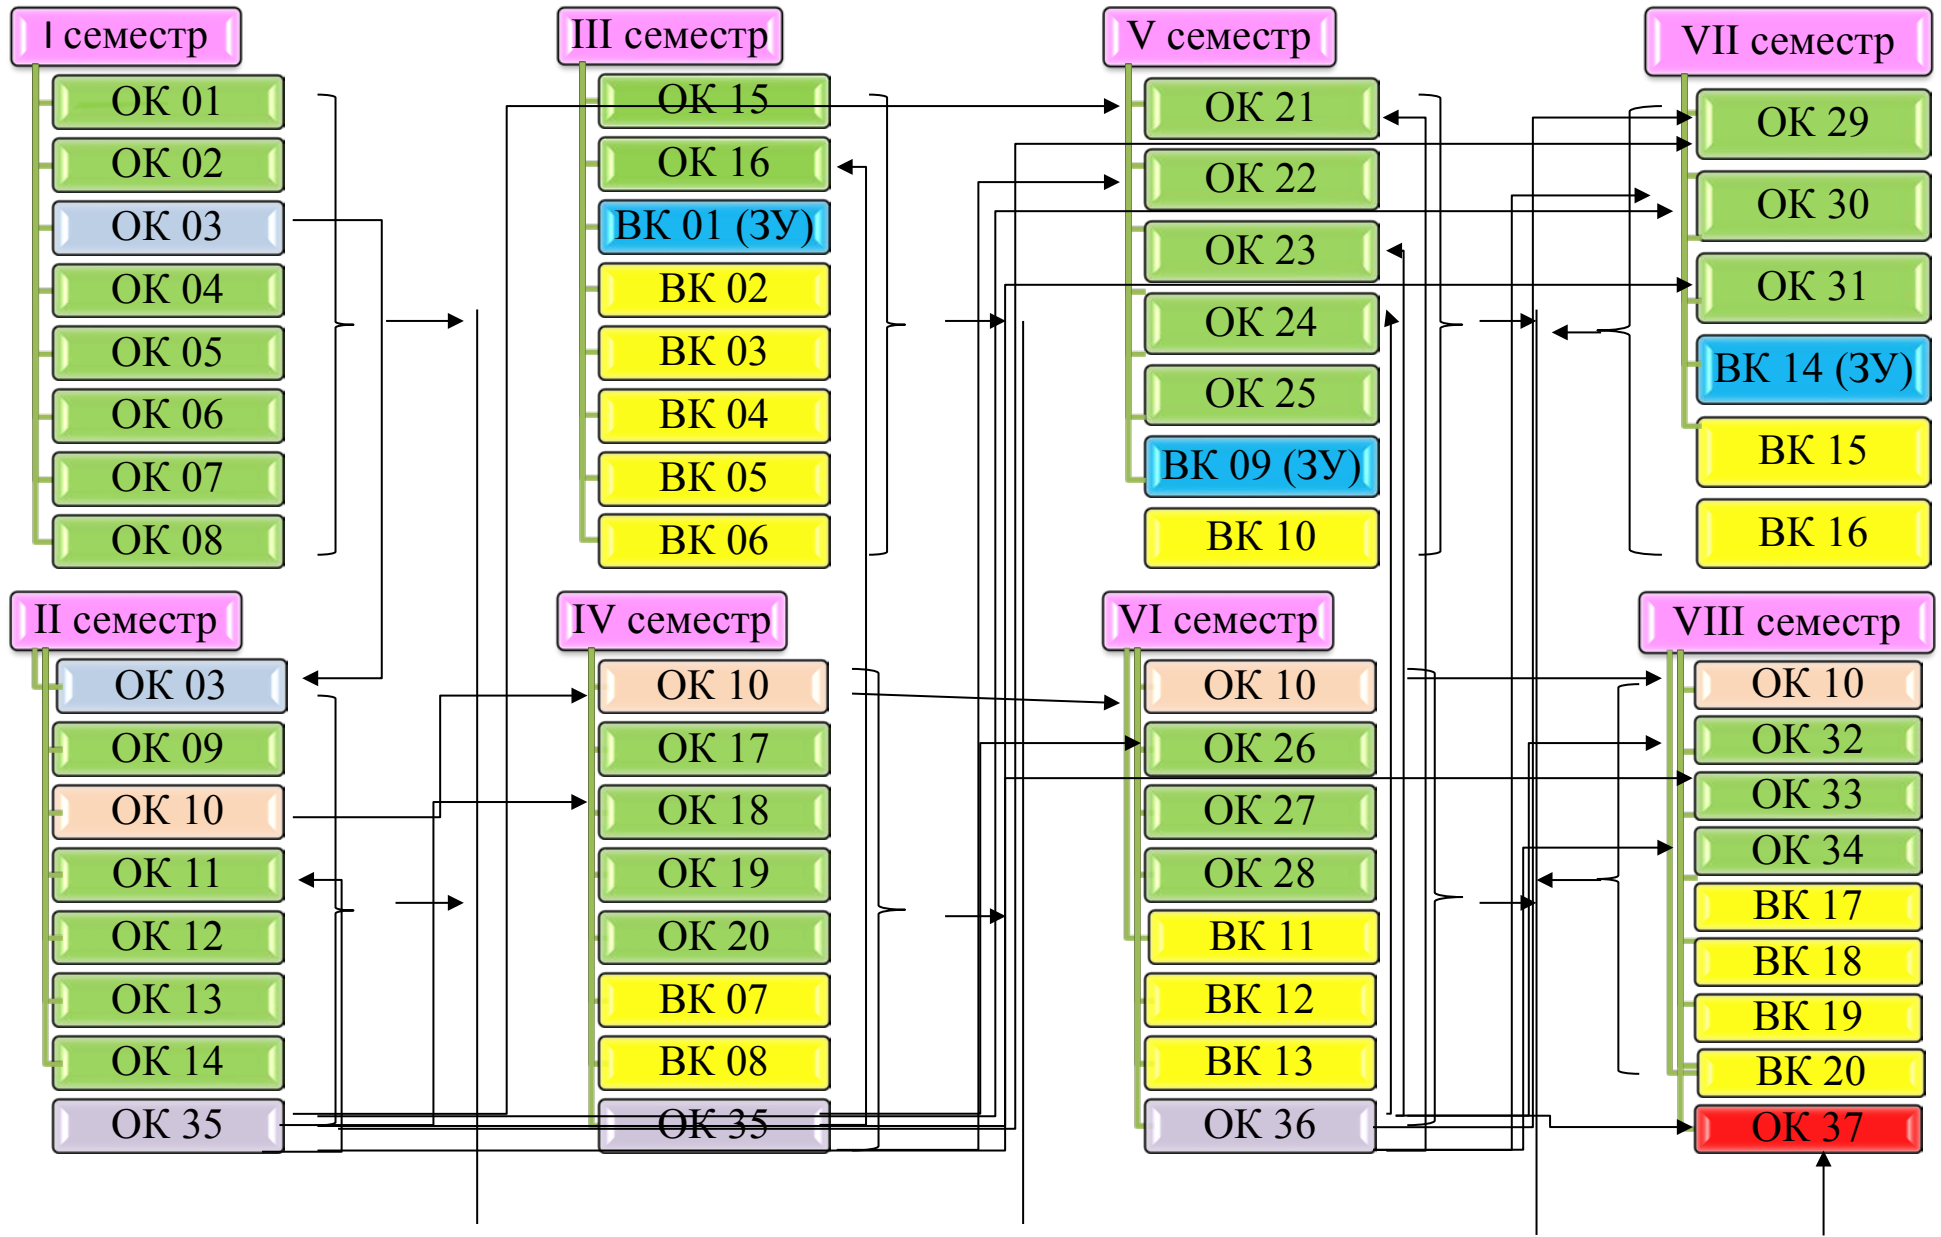 І семестр
ОК 01
ОК 02
ОК 03
ОК 04
ОК 05
ОК 06
ОК 07
ОК 08
ІІ семестр
ОК 03
ОК 09
ОК 10
ОК 11
ОК 12
ОК 13
ОК 14
ОК 35
ІІІ семестр
ОК 15
ОК 16
ВК 01 (ЗУ)
ВК 02
ВК 03
ВК 04
ВК 05
ВК 06
IV семестр
ОК 10
ОК 17
ОК 18
ОК 19
ОК 20
ВК 07
ВК 08
ОК 35
V семестр
ОК 21
ОК 22
ОК 23
ОК 24
ОК 25
ВК 09 (ЗУ)
ВК 10
VI семестр
ОК 10
ОК 26
ОК 27
ОК 28
ВК 11
ВК 12
ВК 13
ОК 36
VII семестр
ОК 29
ОК 30
ОК 31
ВК 14 (ЗУ)
ВК 15
ВК 16
VIII семестр
ОК 10
ОК 32
ОК 33
ОК 34
ВК 17
ВК 18
ВК 19
ВК 20
ОК 37